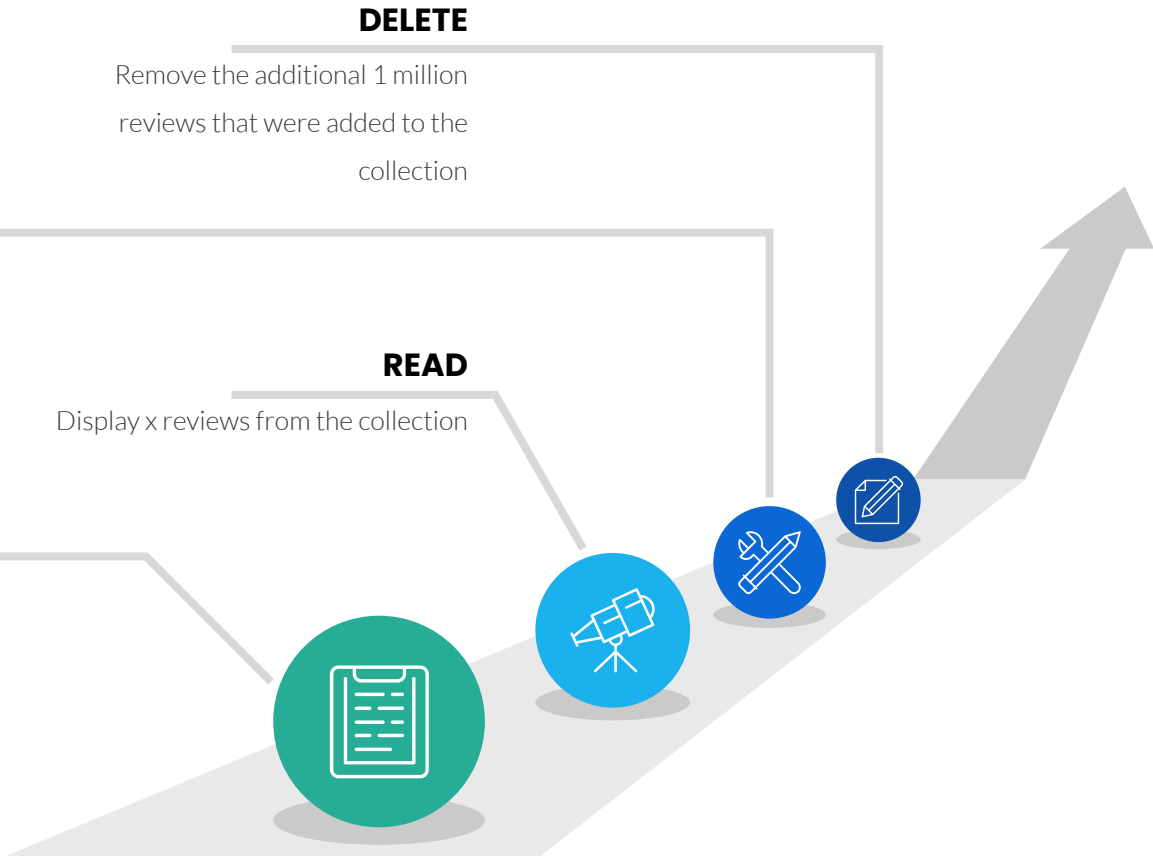 DELETE
Remove the additional 1 million
reviews that were added to the
collection
READ
Display x reviews from the collection